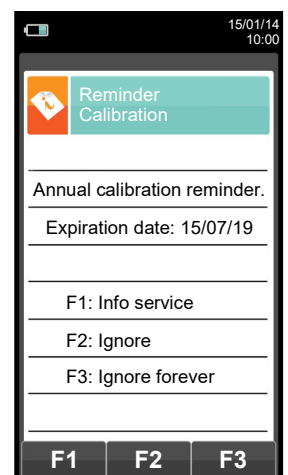 15/01/14
10:00
Reminder
Calibration
Annual calibration reminder.
Expiration date: 15/07/19
F1: Info service
F2: Ignore
F3: Ignore forever
F1 F2 F3